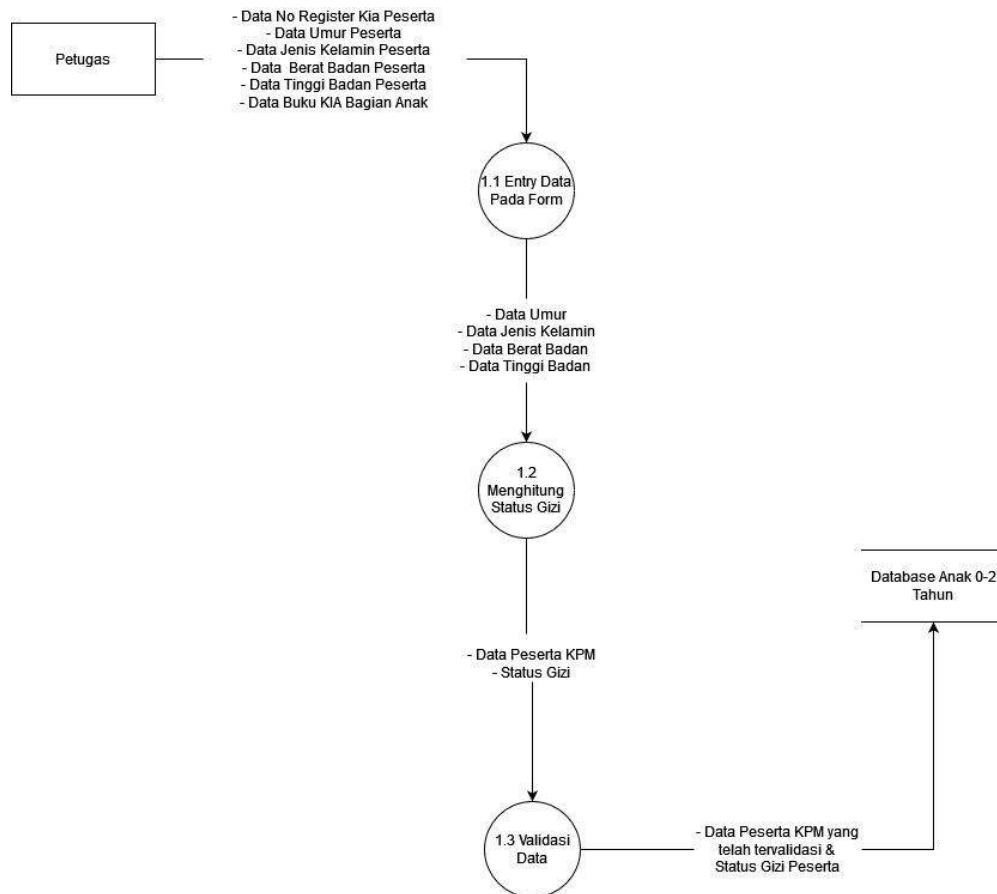 - Data No Register Kia Peserta
- Data Umur Peserta
- Data Jenis Kelamin Peserta
- Data  Berat Badan Peserta
- Data Tinggi Badan Peserta
- Data Buku KIA Bagian Anak
Petugas
1.1 Entry Data
Pada Form
- Data Umur
- Data Jenis Kelamin
- Data Berat Badan
- Data Tinggi Badan
1.2
Menghitung
Status Gizi
Database Anak 0-2
Tahun
- Data Peserta KPM
- Status Gizi
1.3 Validasi
Data
- Data Peserta KPM yang
telah tervalidasi &
Status Gizi Peserta